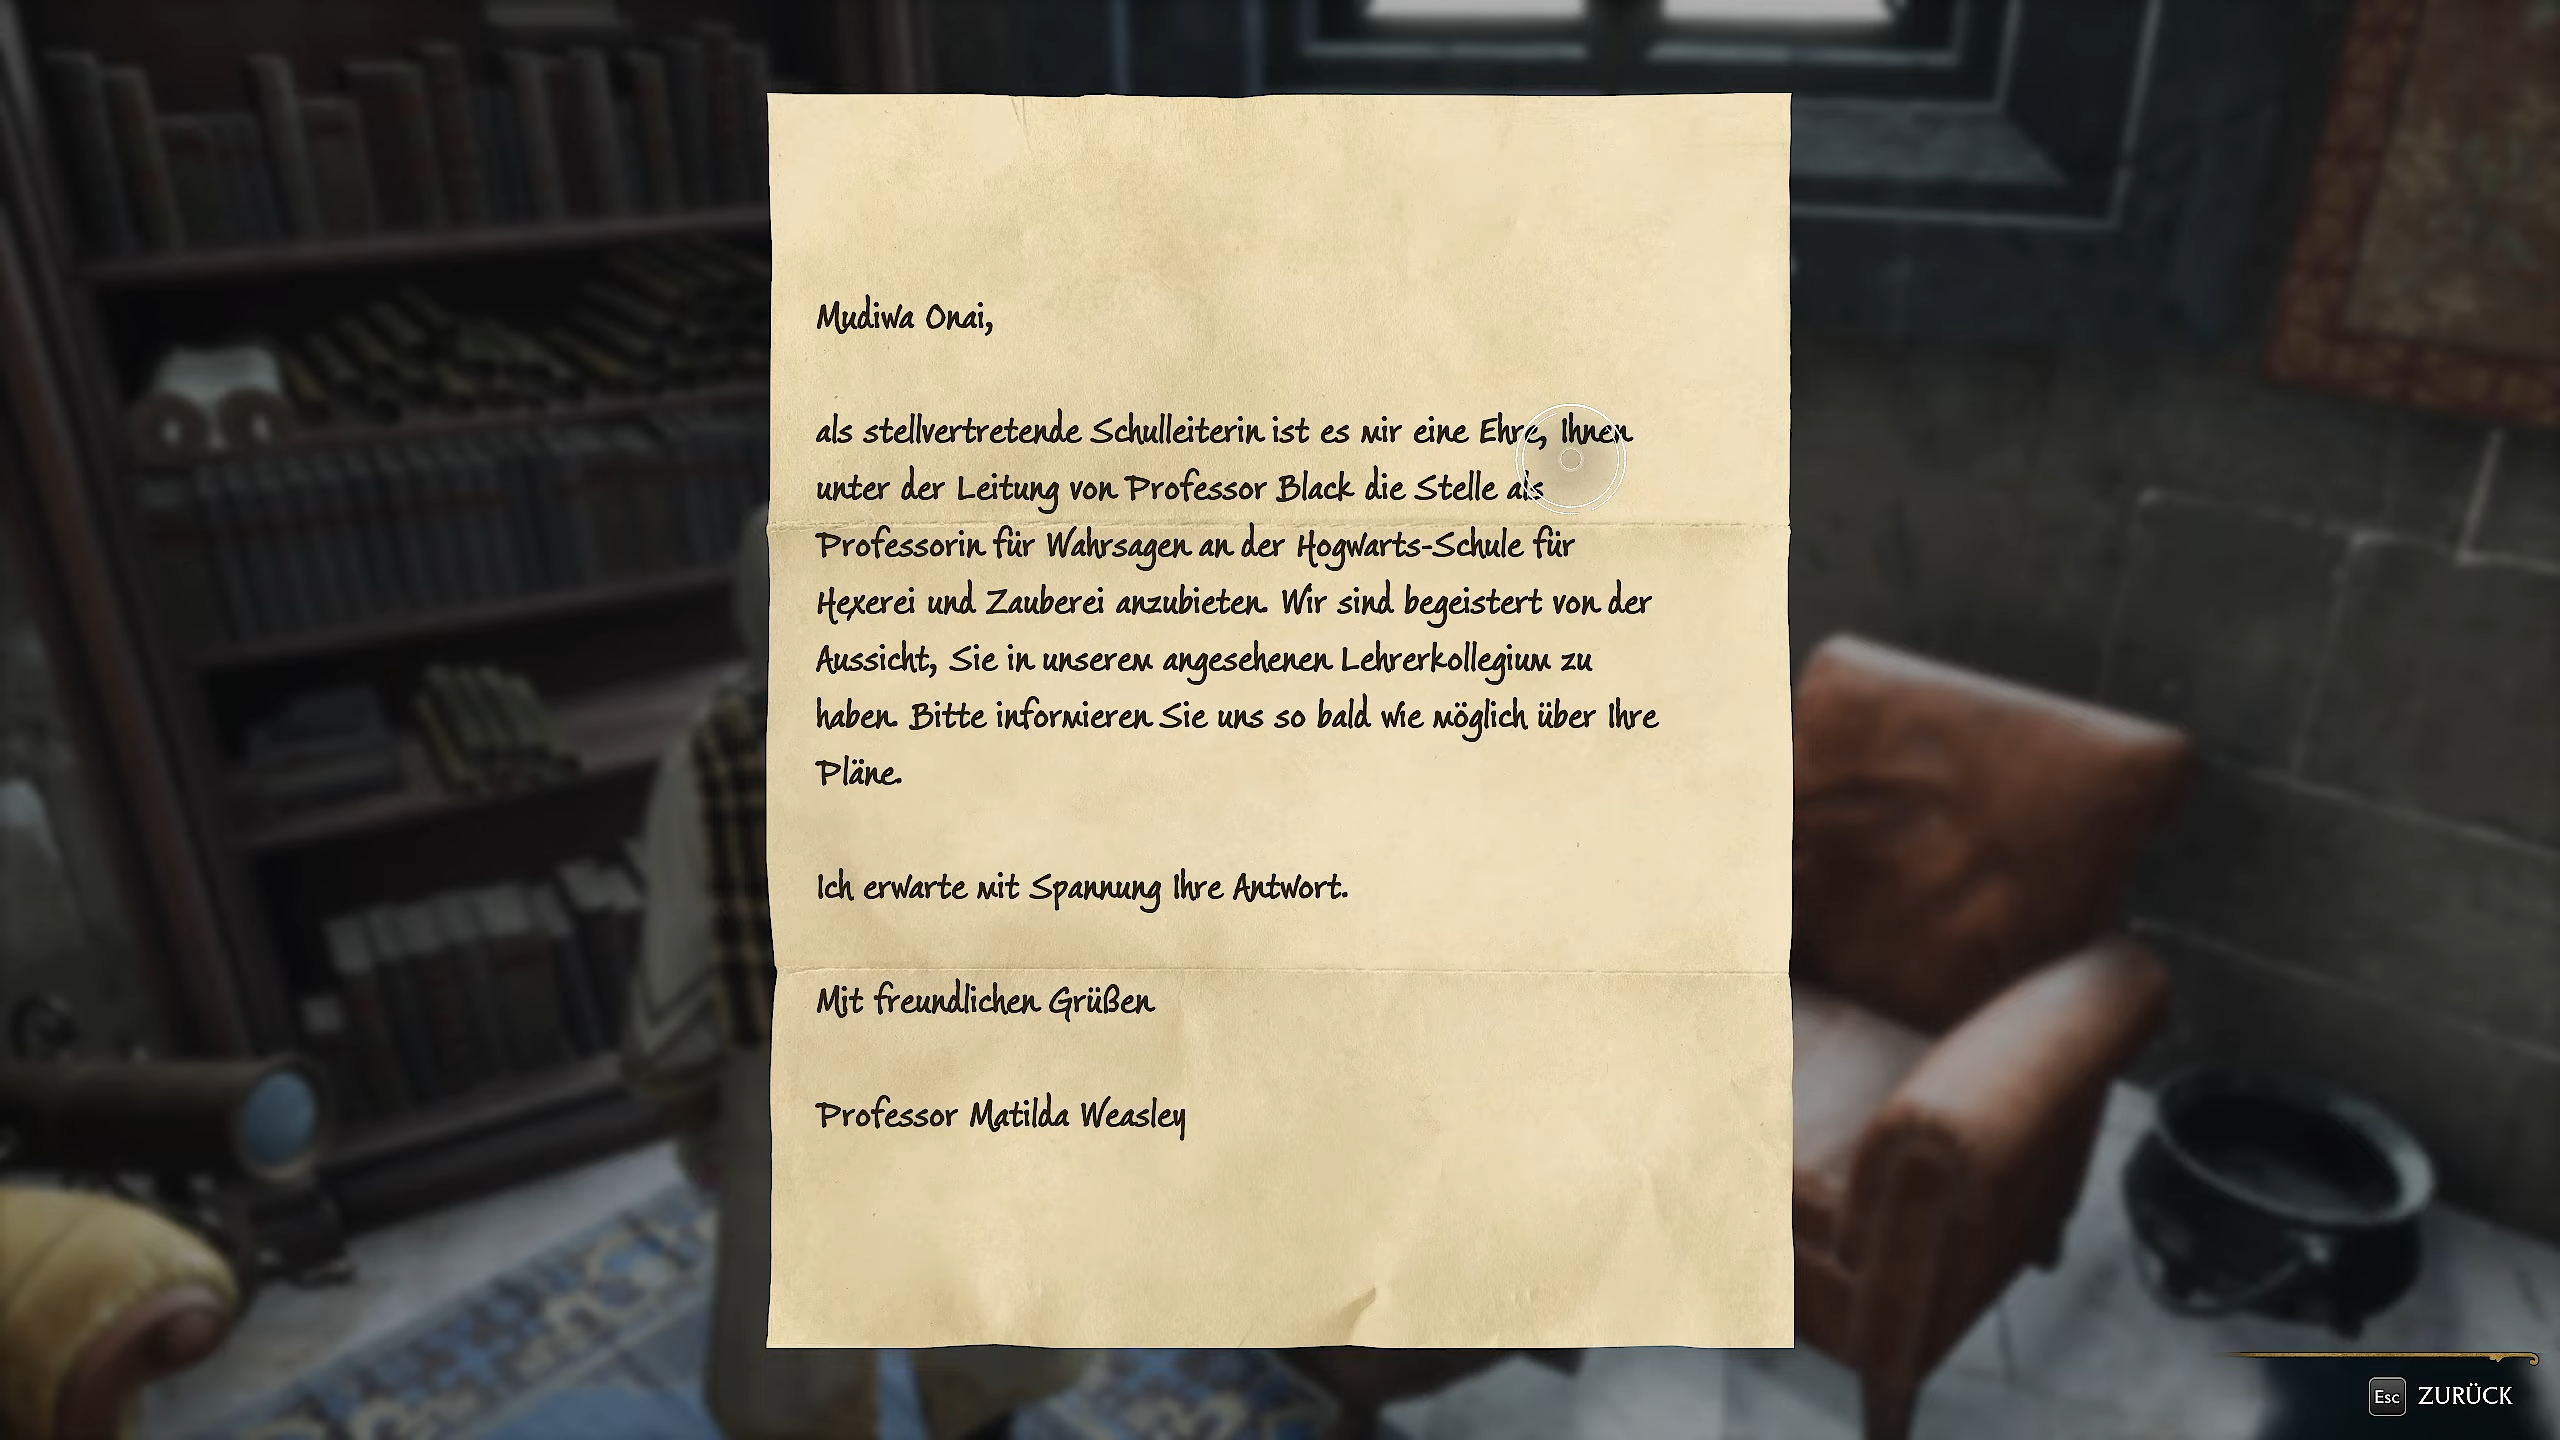 Mudiwa Onai,
als stellvertretende Schulleiterin ist es mir eine Ehre, Ihnen
unter der Leitung von Professor Black die Stelle als
Professorin für Wahrsagen an der Hogwarts-Schule für
Hexerei und Zauberei anzubieten. Wir sind begeistert von der
Aussicht, Sie in unserem angesehenen Lehrerkollegium zu
haben. Bitte informieren Sie uns so bald wie möglich über Ihre
Pläne.
Ich erwarte mit Spannung Ihre Antwort.
Mit freundlichen Grüßen
Professor Matilda Weasley
Esc ZURÜCK